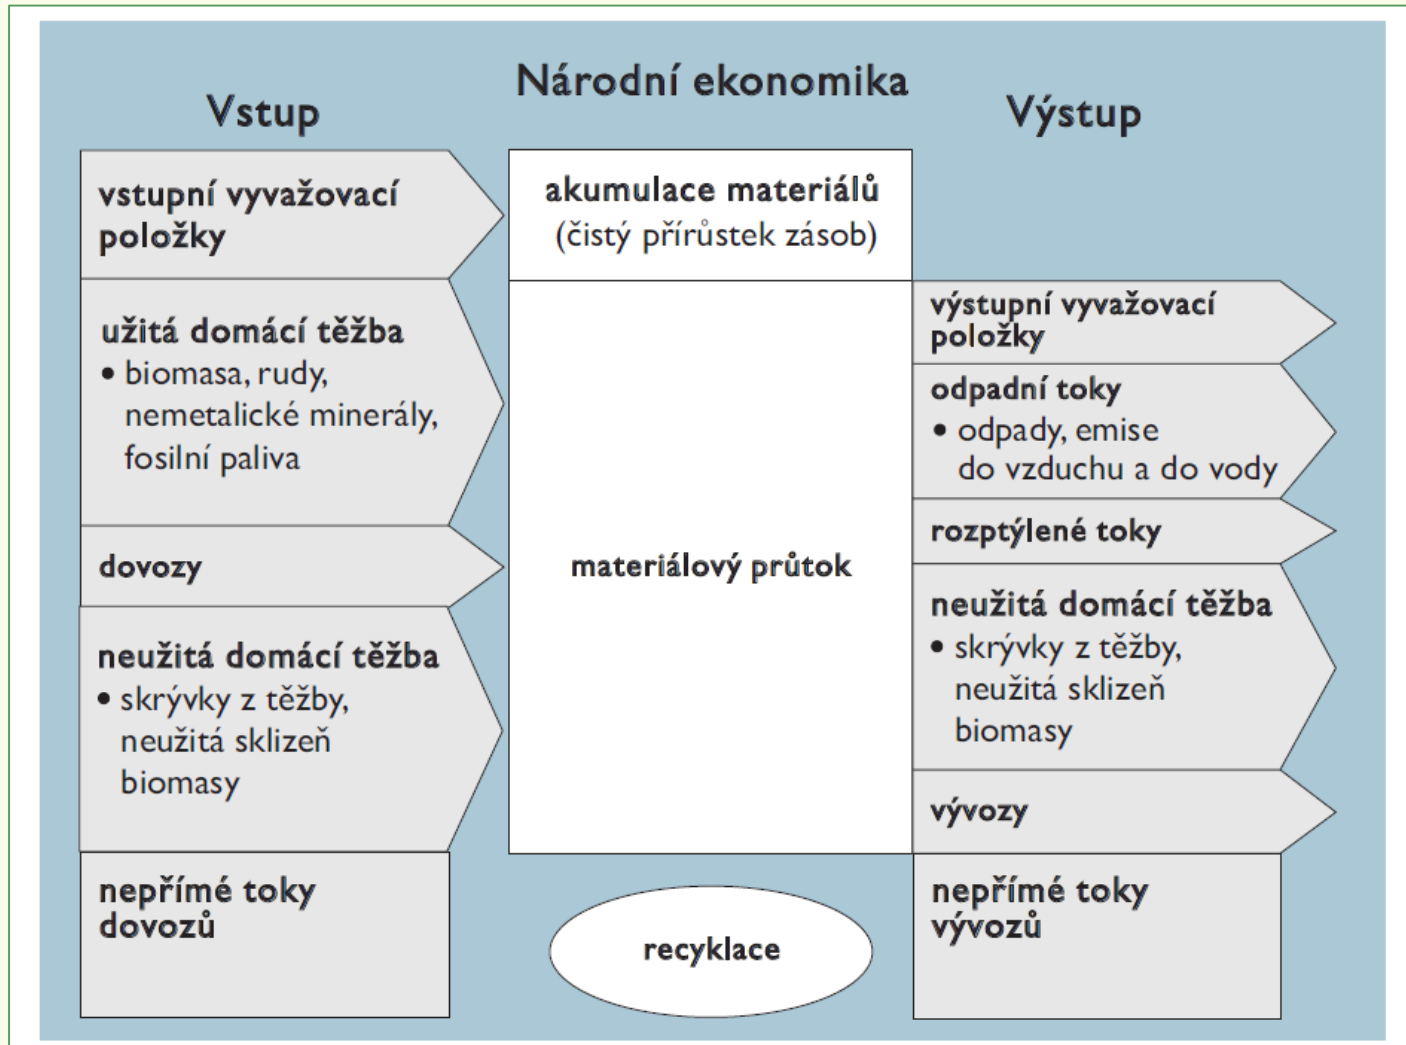 Národní ekonomika
Vstup
Výstup
vstupní vyvažovací
položky
užitá domácí těžba
• biomasa, rudy,
nemetalické minerály,
fosilní paliva
dovozy
neužitá domácí těžba
• skrývky z těžby,
neužitá sklizeň
biomasy
nepřímé toky
dovozů
akumulace materiálů
(čistý přírůstek zásob)
materiálový průtok
recyklace
výstupní vyvažovací
položky
odpadní toky
• odpady, emise
do vzduchu a do vody
rozptýlené toky
neužitá domácí těžba
• skrývky z těžby,
neužitá sklizeň
biomasy
vývozy
nepřímé toky
vývozů